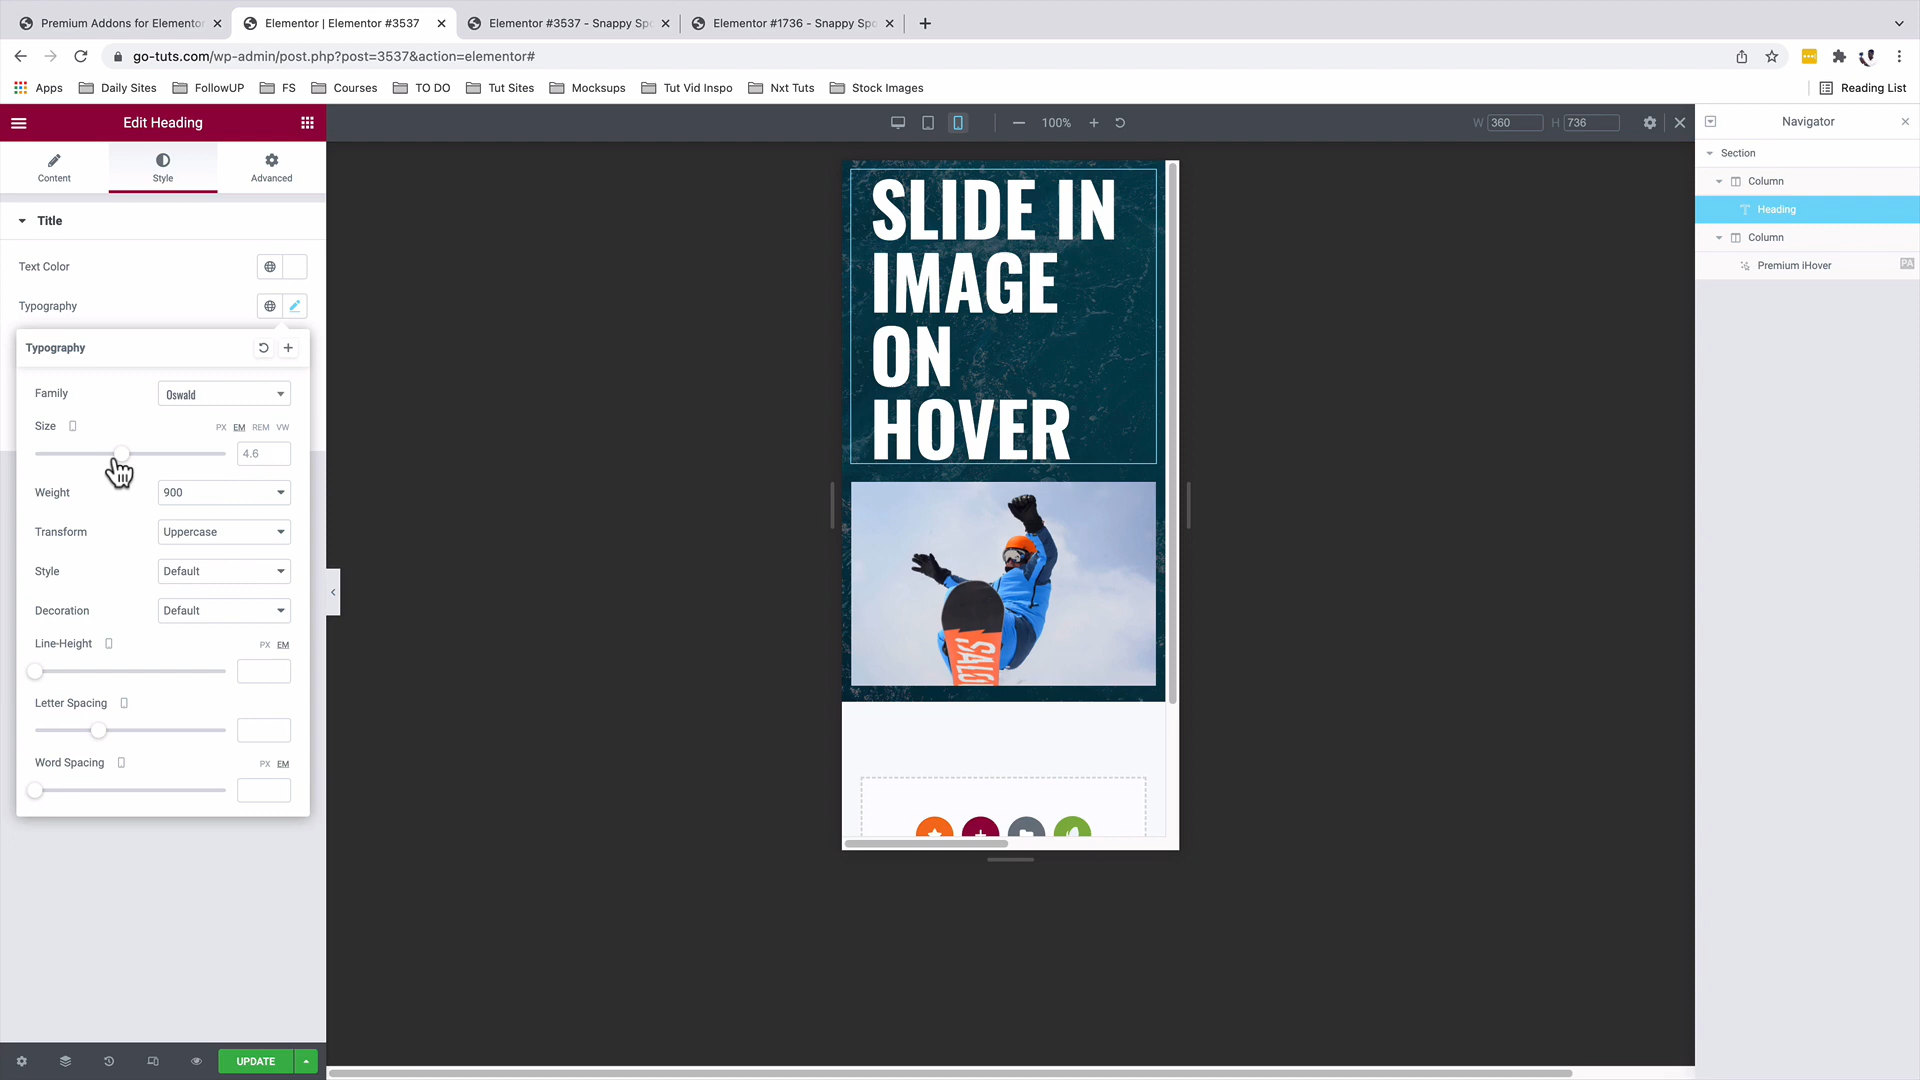 Premium Addons for Elementor
Elementor | Elementor #3537
Elementor #3537 - Snappy Spo
Elementor #1736 - Snappy Spo
go-tuts.com/wp-admin/post.php?post=3537&action=elementor#
Apps
Daily Sites
FollowUP
FS
Courses
TO DO
Tut Sites
Mocksups
Tut Vid Inspo
Nxt Tuts
Stock Images
Reading List
Edit Heading
100%
W 360
H 736
Navigator
Content
Style
Advanced
Section
Column
Heading
Column
Premium iHover
PA
Title
Text Color
Typography
Typography
Family
Oswald
Size
PX EM REM VW
4.6
Weight
900
Transform
Uppercase
Style
Default
Decoration
Default
Line-Height
PX EM
Letter Spacing
Word Spacing
PX EM
SLIDE IN
IMAGE
ON
HOVER
UPDATE